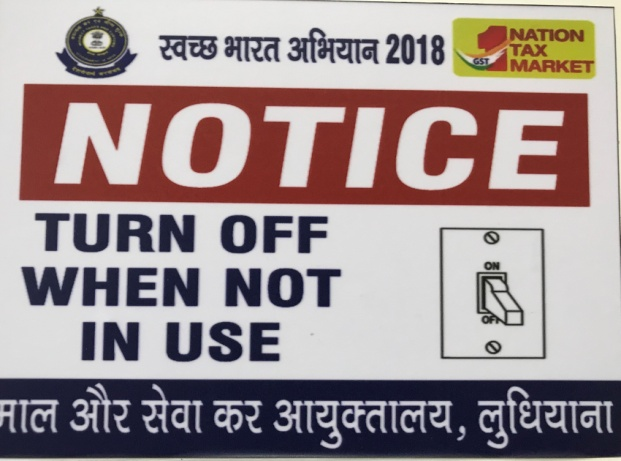 स्वच्छ भारत अभियान 2018
GST 1 NATION
TAX
MARKET
NOTICE
TURN OFF
WHEN NOT
IN USE
ON
OFF
माल और सेवा कर आयुक्तालय, लुधियाना